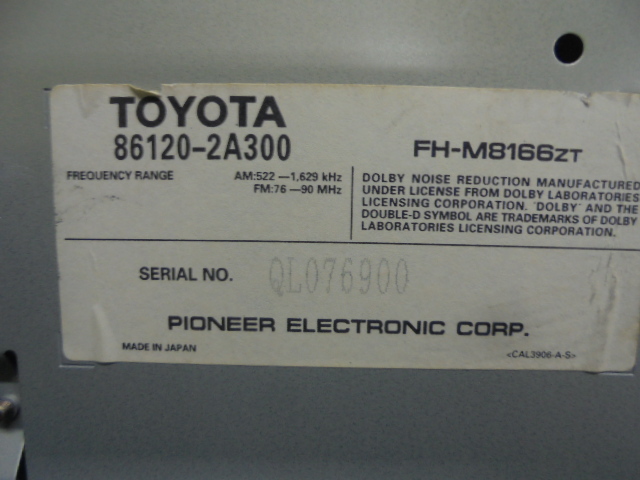 TOYOTA
86120-2A300
FH-M8166ZT
FREQUENCY RANGE AM:522—1,629 kHz
FM:76—90 MHz
DOLBY NOISE REDUCTION MANUFACTURED
UNDER LICENSE FROM DOLBY LABORATORIES
LICENSING CORPORATION. "DOLBY" AND THE
DOUBLE-D SYMBOL ARE TRADEMARKS OF DOLBY
LABORATORIES LICENSING CORPORATION.
SERIAL NO. QL076900
PIONEER ELECTRONIC CORP.
MADE IN JAPAN
<CAL3906-A-S>